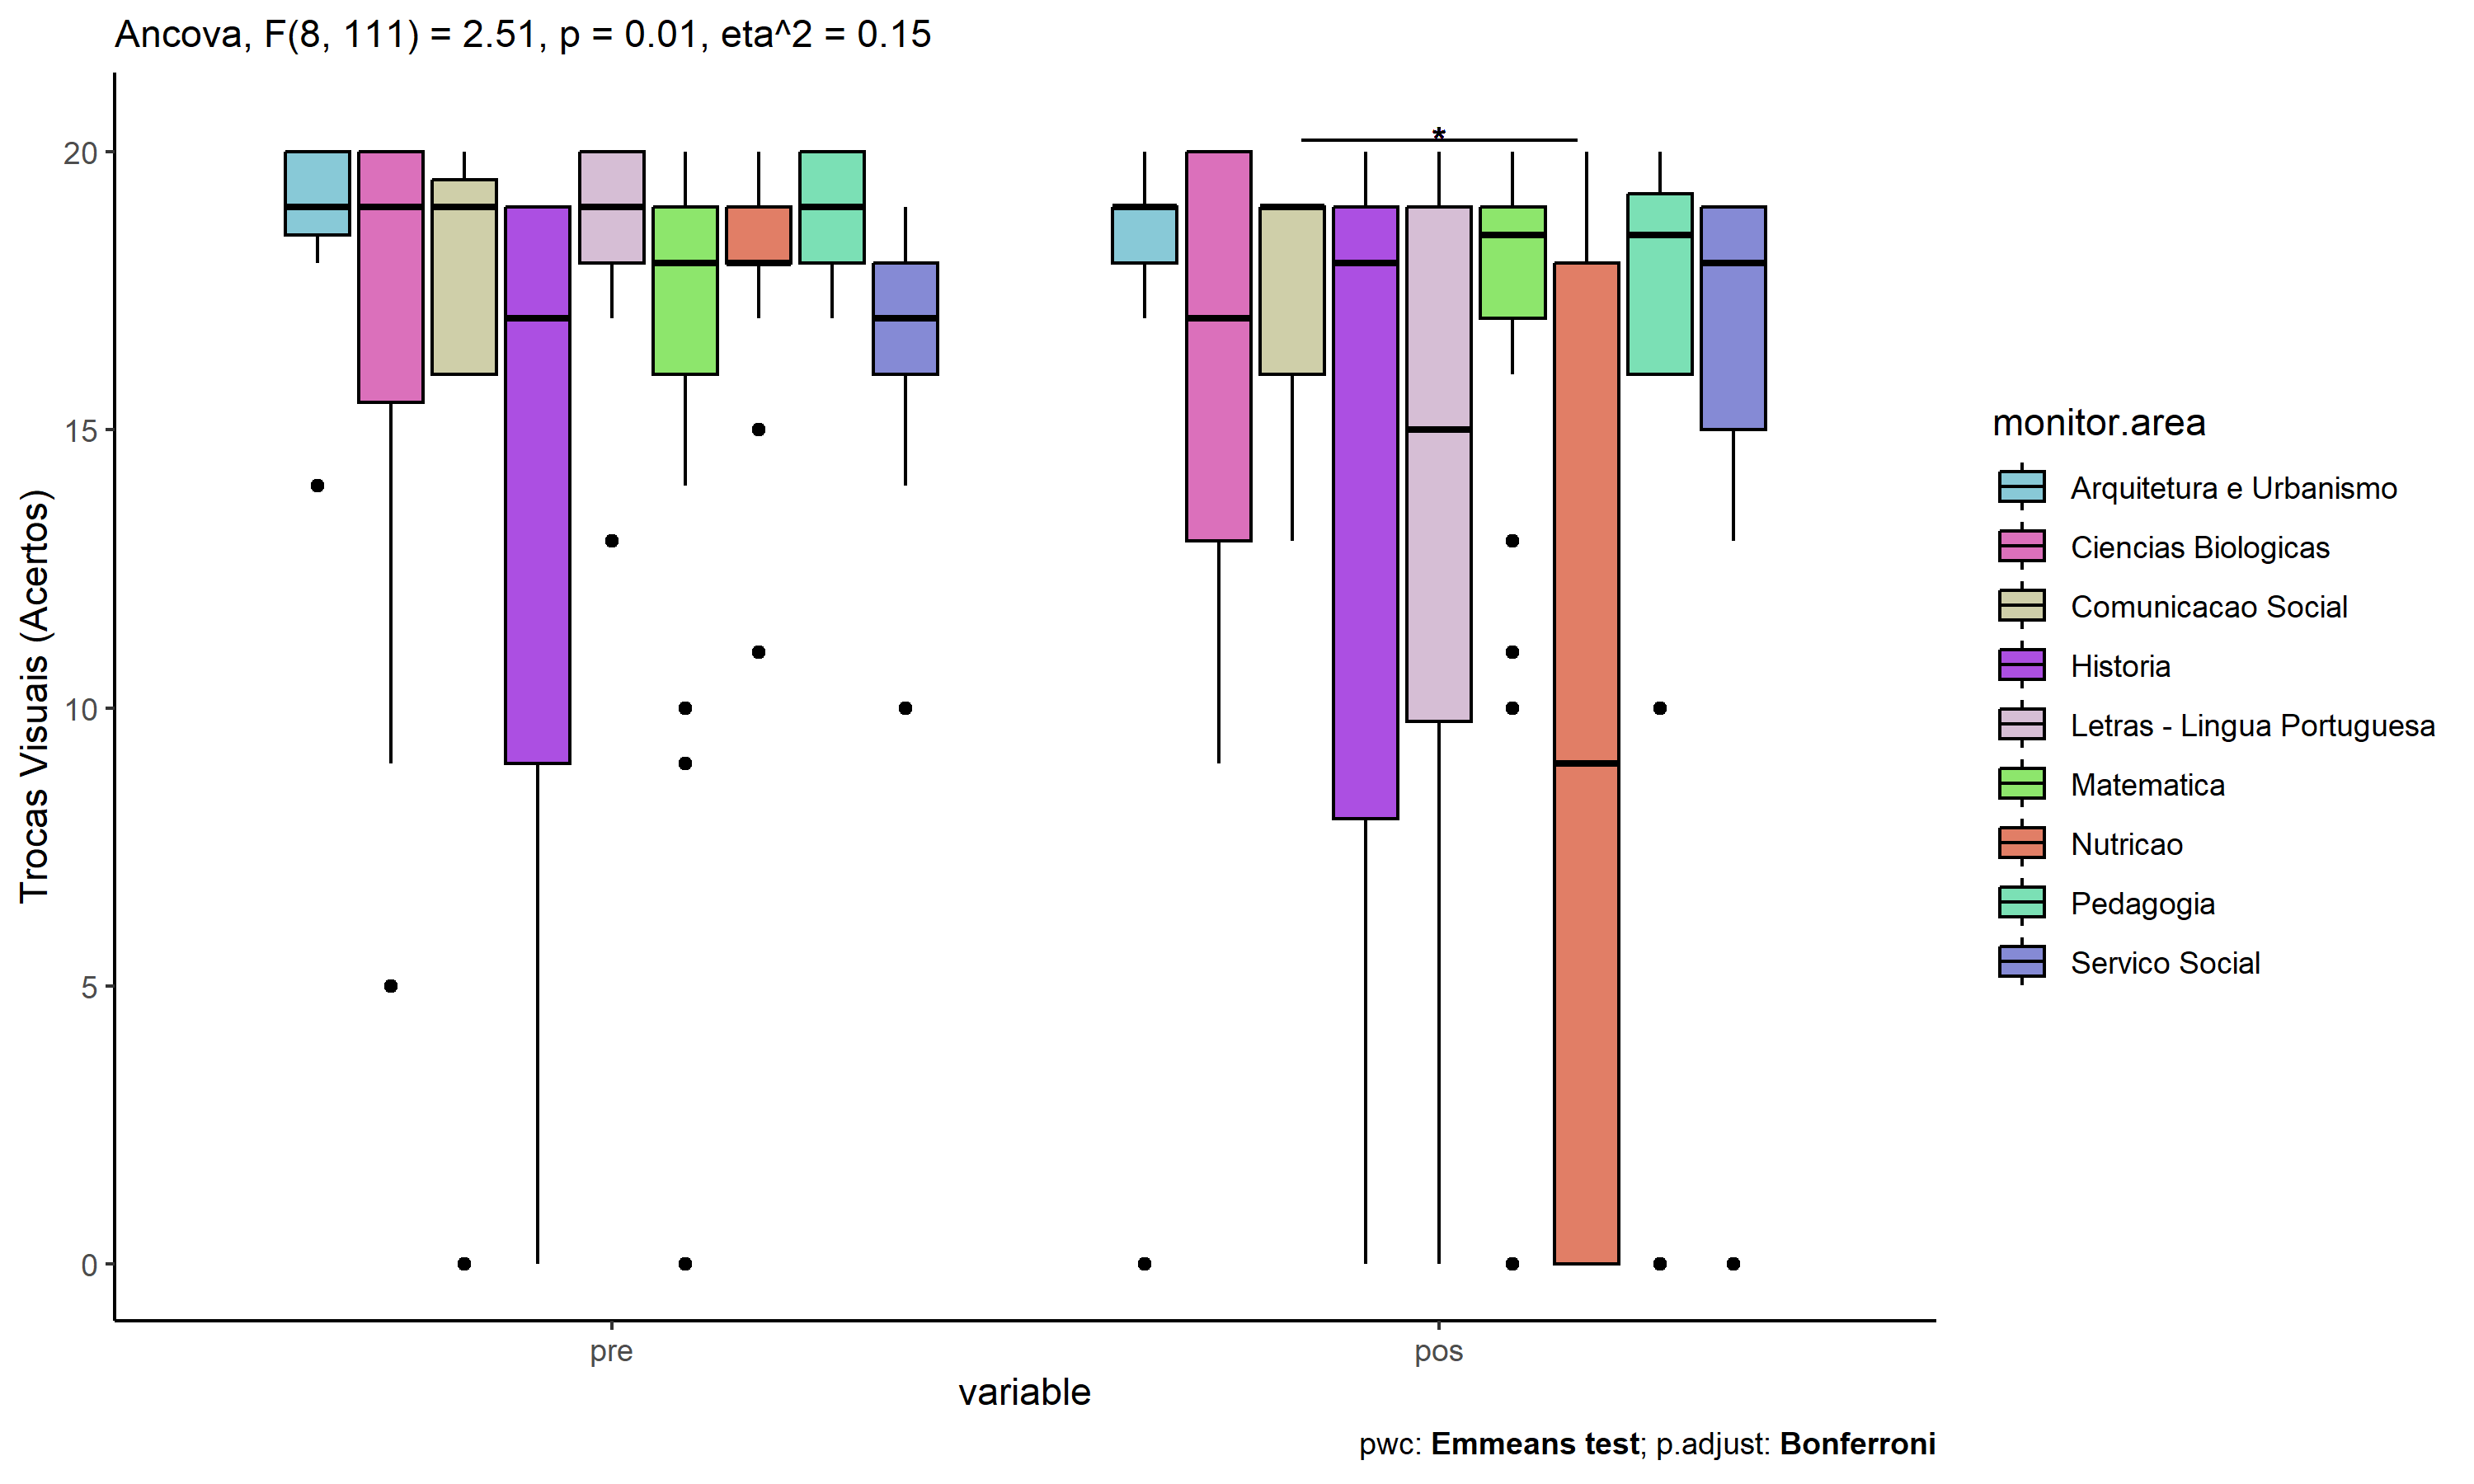 Ancova, F(8, 111) = 2.51, p = 0.01, eta^2 = 0.15
*
20
15
10
5
0
Trocas Visuais (Acertos)
pre
pos
variable
monitor.area
Arquitetura e Urbanismo
Ciencias Biologicas
Comunicacao Social
Historia
Letras - Lingua Portuguesa
Matematica
Nutricao
Pedagogia
Servico Social
pwc: Emmeans test; p.adjust: Bonferroni